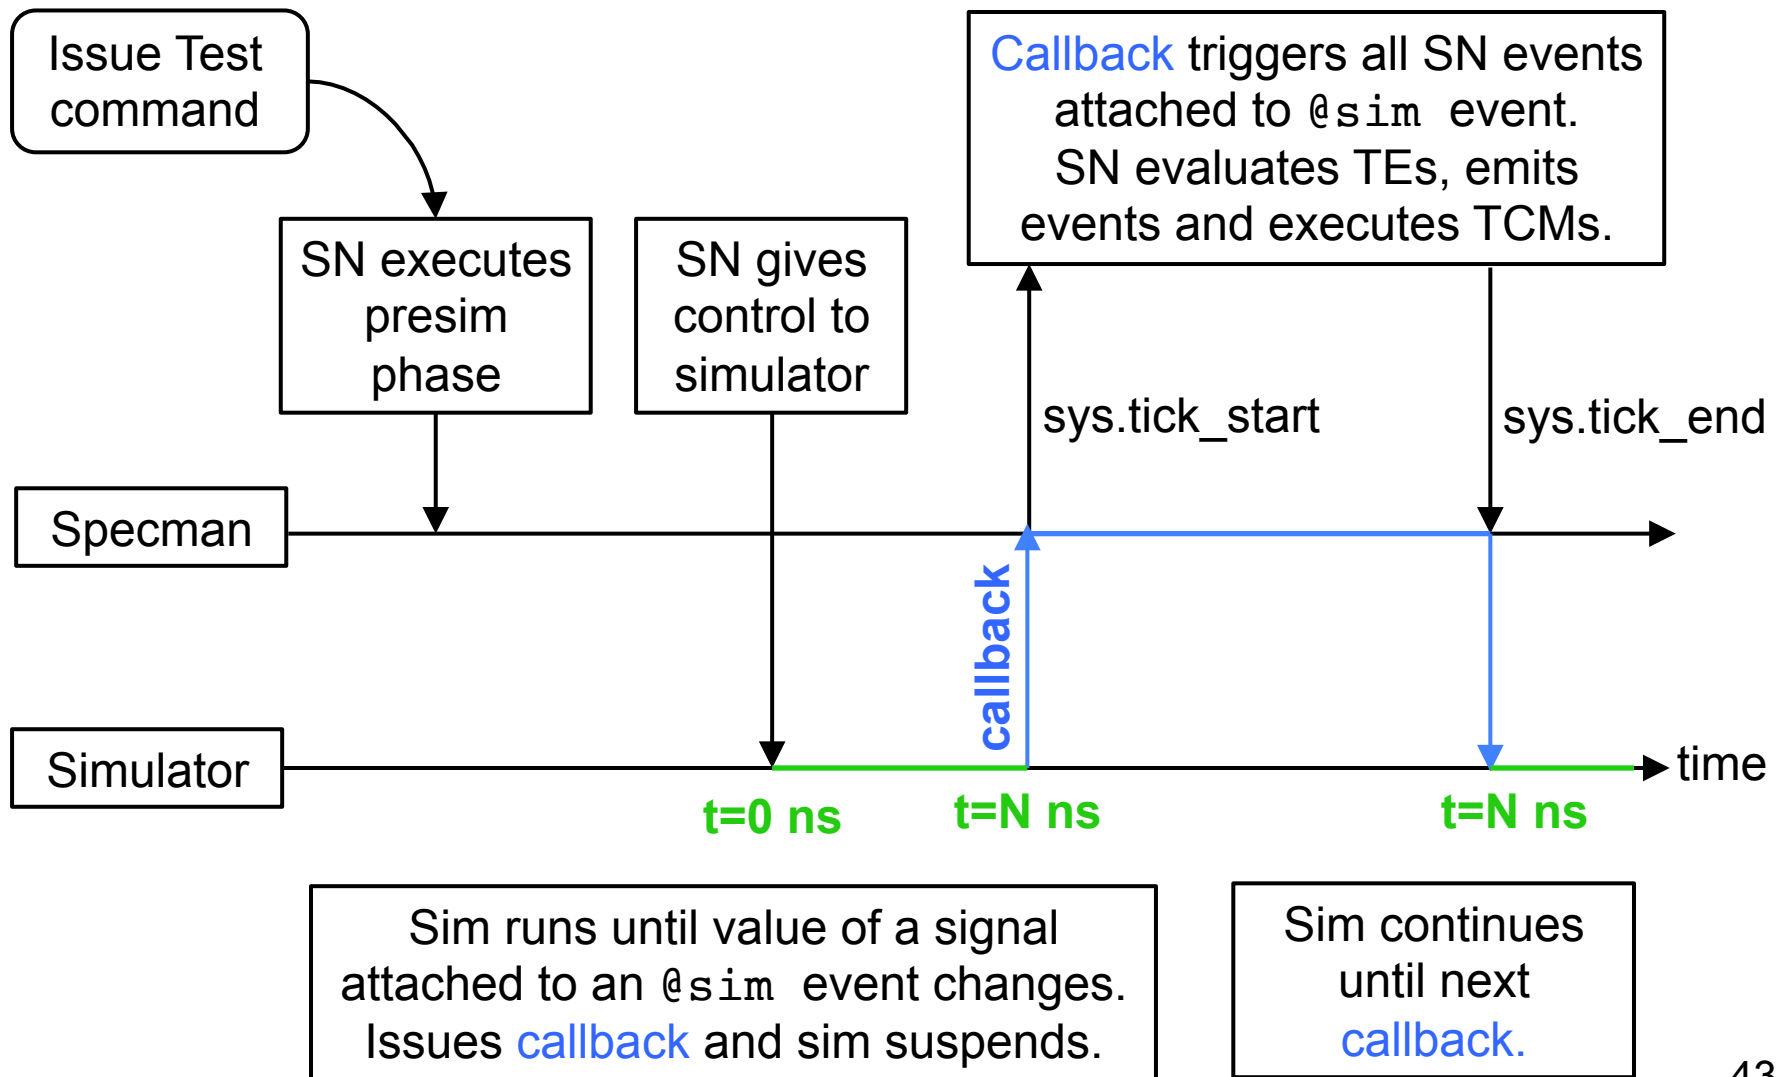 Issue Test
command
Callback triggers all SN events
attached to @sim event.
SN evaluates TEs, emits
events and executes TCMs.
SN executes
presim
phase
SN gives
control to
simulator
sys.tick_start
sys.tick_end
Specman
callback
Simulator
time
t=0 ns
t=N ns
t=N ns
Sim runs until value of a signal
attached to an @sim event changes.
Issues callback and sim suspends.
Sim continues
until next
callback.
43